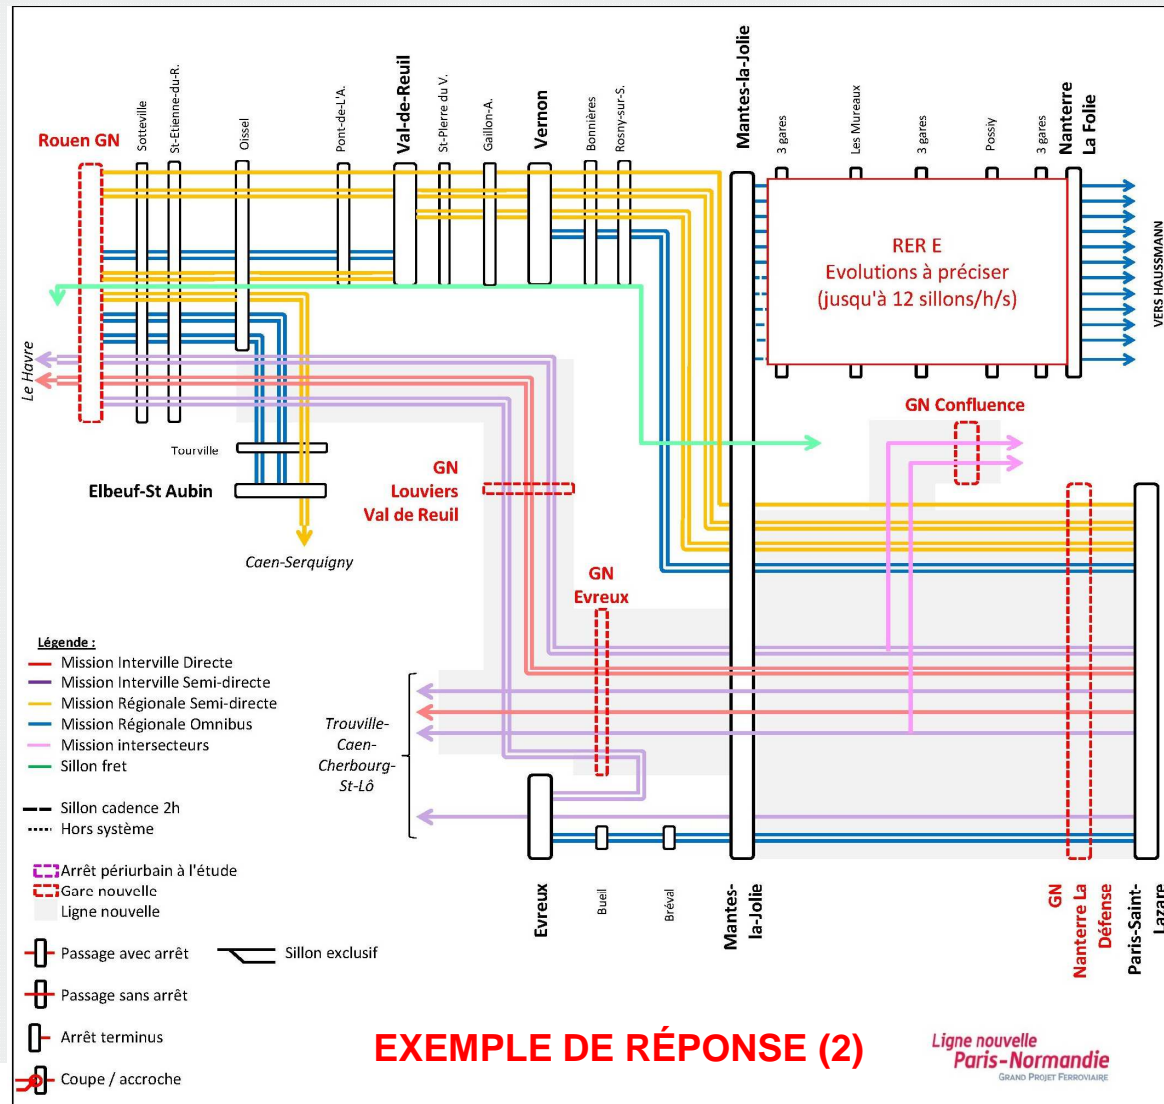 Rouen GN
Sotteville
St-Etienne-du-R.
Oissel
Pont-de-L'A.
Val-de-Reuil
St-PIerre du V.
Gaillon-A.
Vernon
Bonnières
Rosny-sur-S.
Mantes-la-Jolie
3 gares
Les Mureaux
3 gares
Possiy
3 gares
Nanterre
La Folie
RER E
Evolutions à préciser
(jusqu'à 12 sillons/h/s)
VERS HAUSSMANN
Le Havre
GN Confluence
Tourville
Elbeuf-St Aubin
GN
Louviers
Val de Reuil
Caen-Serquigny
GN
Evreux
Légende :
Mission Interville Directe
Mission Interville Semi-directe
Mission Régionale Semi-directe
Mission Régionale Omnibus
Mission intersecteurs
Sillon fret
Sillon cadence 2h
Hors système
Arrêt périurbain à l'étude
Gare nouvelle
Ligne nouvelle
Passage avec arrêt
Sillon exclusif
Passage sans arrêt
Arrêt terminus
Coupe / accroche
Trouville-
Caen-
Cherbourg-
St-Lô
Evreux
Bueil
Bréval
Mantes-
la-Jolie
GN
Nanterre La
Défense
Paris-Saint-
Lazare
EXEMPLE DE RÉPONSE (2)
Ligne nouvelle
Paris-Normandie
GRAND PROJET FERROVIAIRE